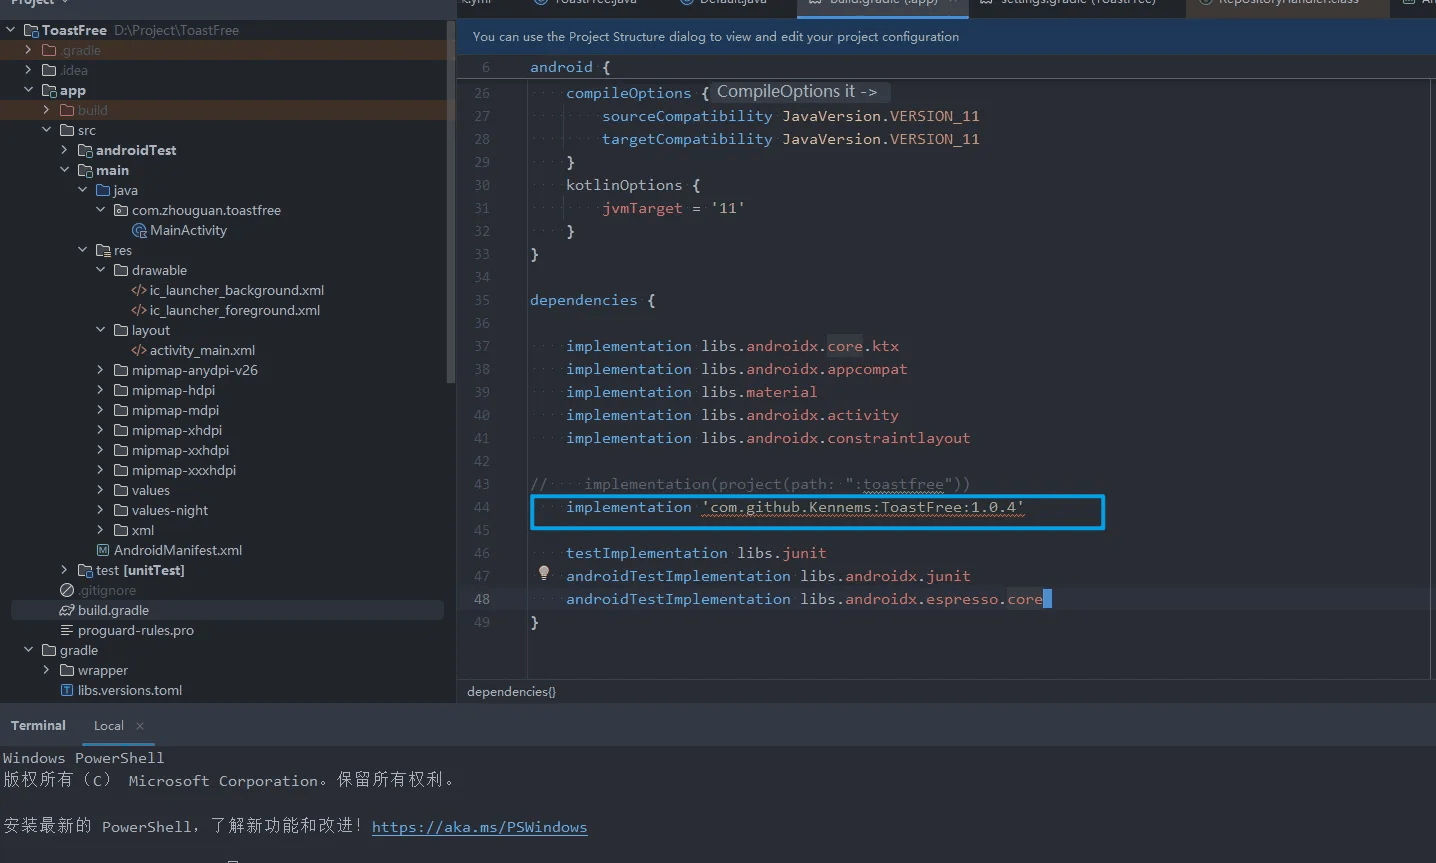 Project
ToastFree D:\Project\ToastFree
.gradle
.idea
app
build
src
androidTest
main
java
com.zhouguan.toastfree
MainActivity
res
drawable
ic_launcher_background.xml
ic_launcher_foreground.xml
layout
activity_main.xml
mipmap-anydpi-v26
mipmap-hdpi
mipmap-mdpi
mipmap-xhdpi
mipmap-xxhdpi
mipmap-xxxhdpi
values
values-night
xml
AndroidManifest.xml
test [unitTest]
.gitignore
build.gradle
proguard-rules.pro
gradle
wrapper
libs.versions.toml
k.yml ToastFree.java Default.java build.gradle (:app) settings.gradle (ToastFree) RepositoryHandler.class
You can use the Project Structure dialog to view and edit your project configuration
6 android {
26 compileOptions { CompileOptions it ->
27 sourceCompatibility JavaVersion.VERSION_11
28 targetCompatibility JavaVersion.VERSION_11
29 }
30 kotlinOptions {
31 jvmTarget = '11'
32 }
33 }
34
35 dependencies {
36
37 implementation libs.androidx.core.ktx
38 implementation libs.androidx.appcompat
39 implementation libs.material
40 implementation libs.androidx.activity
41 implementation libs.androidx.constraintlayout
42
43 // implementation(project(path: ":toastfree"))
44 implementation 'com.github.Kennems:ToastFree:1.0.4'
45
46 testImplementation libs.junit
47 androidTestImplementation libs.androidx.junit
48 androidTestImplementation libs.androidx.espresso.core
49 }
dependencies{}
Terminal Local ×
Windows PowerShell
版权所有（C） Microsoft Corporation。保留所有权利。
安装最新的 PowerShell，了解新功能和改进！https://aka.ms/PSWindows